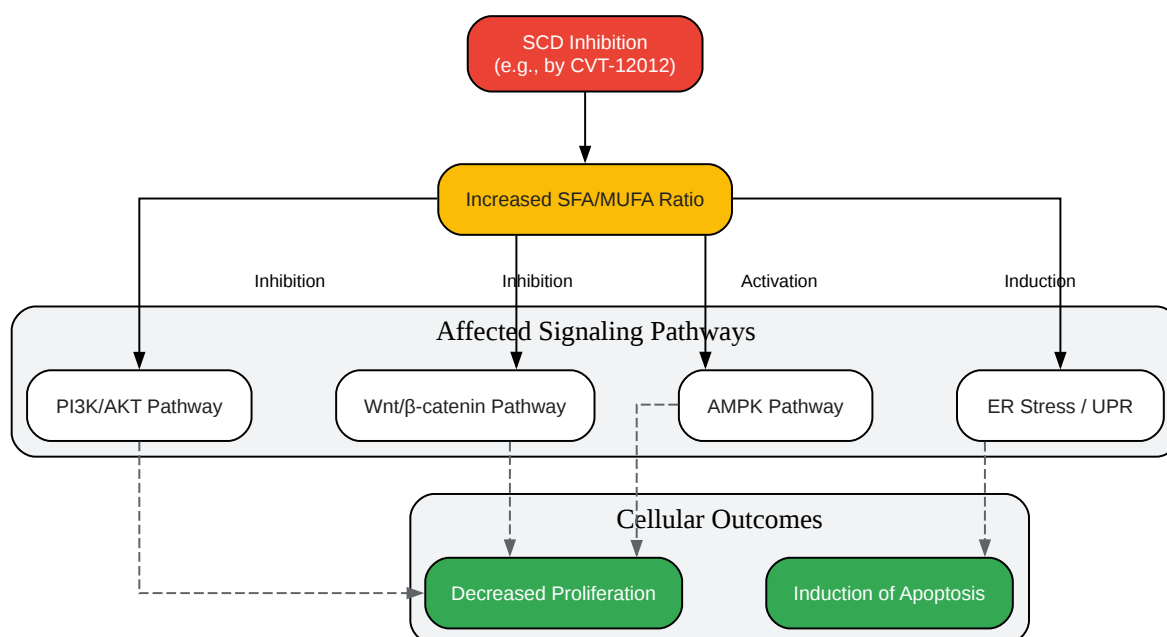 SCD Inhibition
(e.g., by CVT-12012)
Increased SFA/MUFA Ratio
Inhibition
Inhibition
Activation
Induction
Affected Signaling Pathways
PI3K/AKT Pathway
Wnt/β-catenin Pathway
AMPK Pathway
ER Stress / UPR
Cellular Outcomes
Decreased Proliferation
Induction of Apoptosis